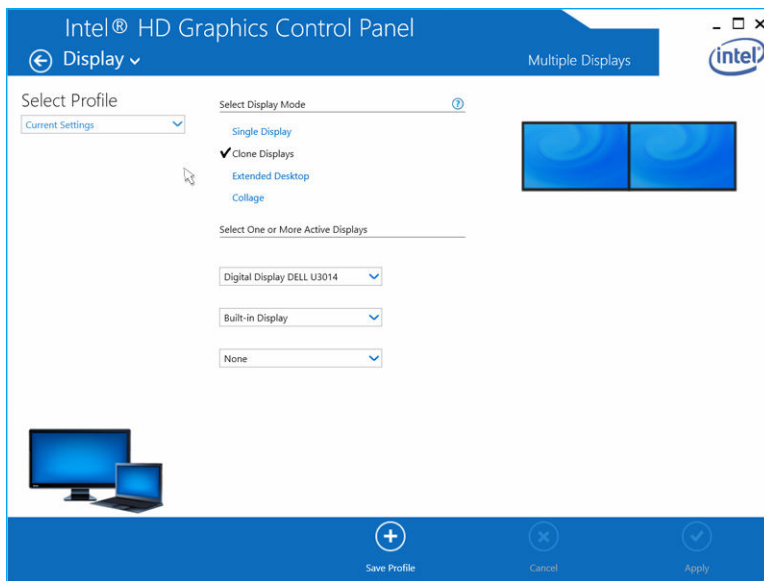 Intel® HD Graphics Control Panel
Display
Multiple Displays
intel
Select Profile
Current Settings
Select Display Mode
?
Single Display
Clone Displays
Extended Desktop
Collage
Select One or More Active Displays
Digital Display DELL U3014
Built-in Display
None
Save Profile
Cancel
Apply